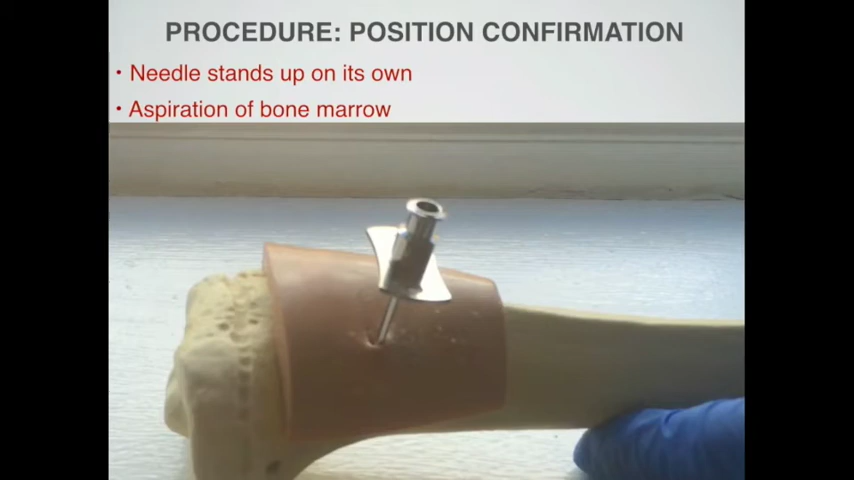 PROCEDURE: POSITION CONFIRMATION
• Needle stands up on its own
• Aspiration of bone marrow